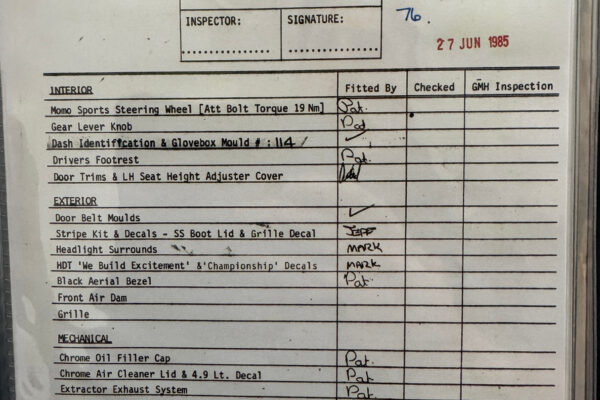 INSPECTOR: SIGNATURE: 76.
27 JUN 1985
INTERIOR Fitted By Checked GMH Inspection
Momo Sports Steering Wheel [Att Bolt Torque 19 Nm] Pat.
Gear Lever Knob Pat
Dash Identification & Glovebox Mould # : 114 ✓
Drivers Footrest Pat.
Door Trims & LH Seat Height Adjuster Cover
EXTERIOR
Door Belt Moulds ✓
Stripe Kit & Decals - SS Boot Lid & Grille Decal JEFF
Headlight Surrounds MARK
HDT 'We Build Excitement' &'Championship' Decals MARK
Black Aerial Bezel Pat.
Front Air Dam
Grille
MECHANICAL
Chrome Oil Filler Cap Pat.
Chrome Air Cleaner Lid & 4.9 Lt. Decal Pat
Extractor Exhaust System Pat.